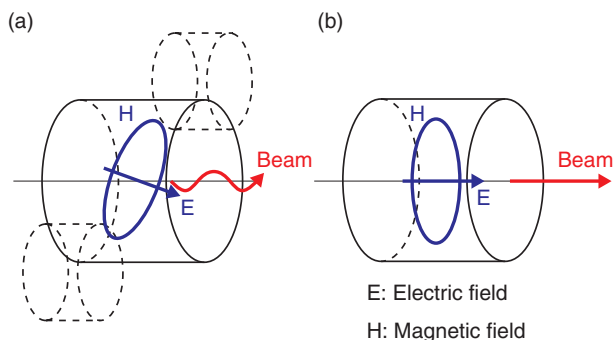 (a)
H
Beam
E
(b)
H
Beam
E
E: Electric field
H: Magnetic field